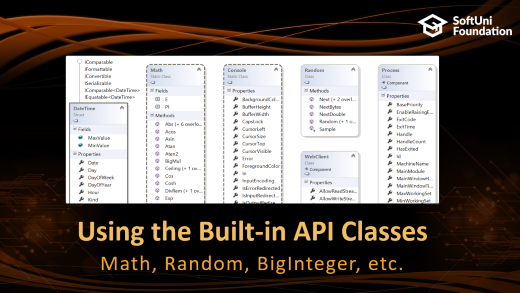 SoftUni
Foundation
IComparable
IFormattable
IConvertible
ISerializable
IComparable<DateTime>
IEquatable<DateTime>
DateTime
Struct
Fields
MaxValue
MinValue
Properties
Date
Day
DayOfWeek
DayOfYear
Hour
Kind
Math
Static Class
Fields
E
PI
Methods
Abs (+ 6 overlo...
Acos
Asin
Atan
Atan2
BigMul
Ceiling (+ 1 ove...
Cos
Cosh
DivRem (+ 1 ove...
Exp
Console
Static Class
Properties
BackgroundCol...
BufferHeight
BufferWidth
CapsLock
CursorLeft
CursorSize
CursorTop
CursorVisible
Error
ForegroundColor
In
InputEncoding
IsErrorRedirected
IsInputRedirect...
Random
Class
Methods
Next (+ 2 overl...
NextBytes
NextDouble
Random (+ 1 o...
Sample
WebClient
Class
Component
Properties
AllowReadStrea...
AllowWriteStre...
Process
Class
Component
Properties
BasePriority
EnableRaisingE...
ExitCode
ExitTime
Handle
HandleCount
HasExited
Id
MachineName
MainModule
MainWindowH...
MainWindowTi...
MaxWorkingSet
MinWorkingSet
Using the Built-in API Classes
Math, Random, BigInteger, etc.